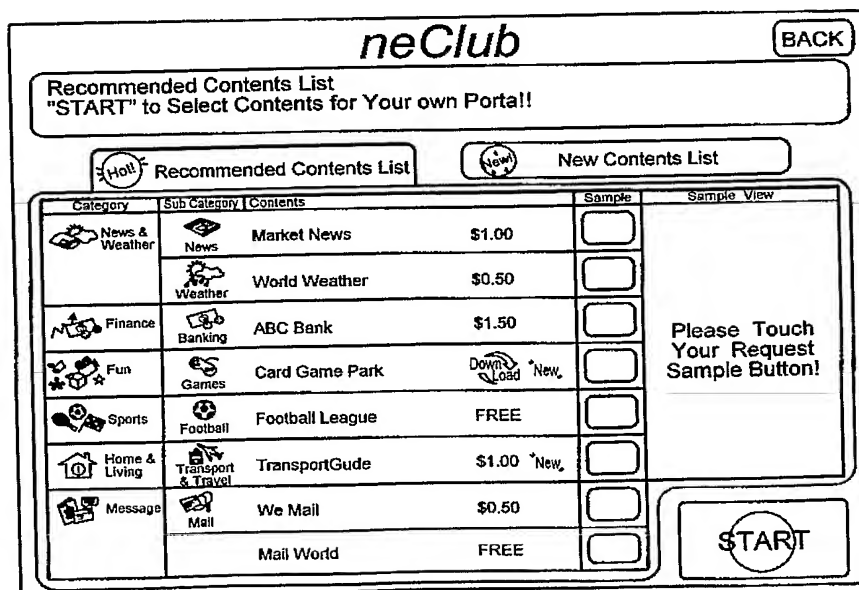 neClub
BACK
Recommended Contents List
"START" to Select Contents for Your own Porta!!
Hot!
Recommended Contents List
New!
New Contents List
Category
Sub Category
Contents
Sample
Sample View
News & Weather
News
Market News
$1.00
Weather
World Weather
$0.50
Finance
Banking
ABC Bank
$1.50
Fun
Games
Card Game Park
Down Load
New
Sports
Football
Football League
FREE
Home & Living
Transport & Travel
TransportGude
$1.00
New
Message
Mail
We Mail
$0.50
Mail World
FREE
Please Touch
Your Request
Sample Button!
START